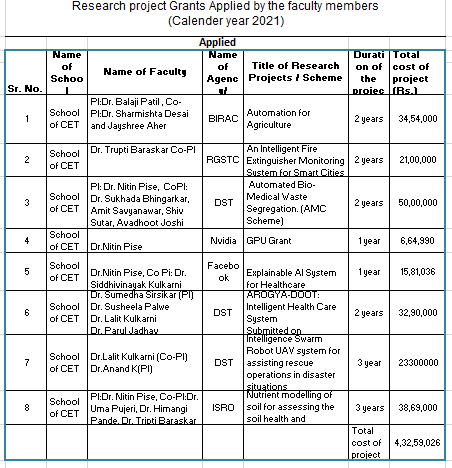 Research project Grants Applied by the faculty members
(Calender year 2021)
Applied
Sr. No. Name of Schoo l Name of Faculty Name of Agenc y/ Title of Research Projects / Scheme Durati on of the projec Total cost of project (Rs.)
1 School of CET PI:Dr. Balaji Patil, Co-PI:Dr. Sharmishta Desai and Jayshree Aher BIRAC Automation for Agriculture 2 years 34,54,000
2 School of CET Dr. Trupti Baraskar Co-PI RGSTC An Intelligent Fire Extinguisher Monitoring System for Smart Cities 2 years 21,00,000
3 School of CET PI: Dr. Nitin Pise, CoPI: Dr. Sukhada Bhingarkar, Amit Savyanawar, Shiv Sutar, Avadhoot Joshi DST Automated Bio-Medical Waste Segregation. (AMC Scheme) 2 years 50,00,000
4 School of CET Dr.Nitin Pise Nvidia GPU Grant 1 year 6,64,990
5 School of CET Dr.Nitin Pise, Co Pi: Dr. Siddhivinayak Kulkarni Facebo ok Explainable AI System for Healthcare 1 year 15,81,036
6 School of CET Dr. Sumedha Sirsikar (PI) Dr. Susheela Palwe Dr. Lalit Kulkarni Dr. Parul Jadhav DST AROGYA-DOOT: Intelligent Health Care System Submitted on 2 years 32,90,000
7 School of CET Dr.Lalit Kulkarni (Co-PI) Dr.Anand K(PI) DST Intelligence Swarm Robot UAV system for assisting rescue operations in disaster situations 3 year 23300000
8 School of CET PI:Dr. Nitin Pise, Co-PI:Dr. Uma Pujeri, Dr. Himangi Pande, Dr. Tripti Baraskar ISRO Nutrient modelling of soil for assessing the soil health and 3 years 38,69,000
Total cost of project 4,32,59,026